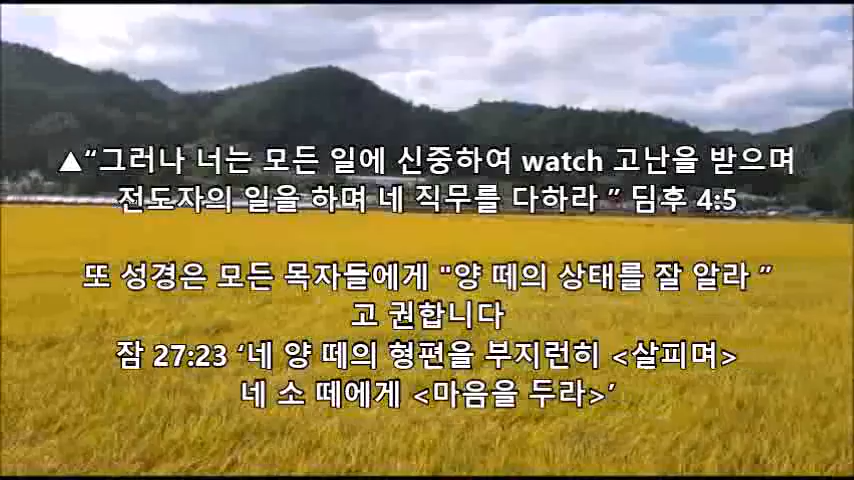 ▲“그러나 너는 모든 일에 신중하여 watch 고난을 받으며
전도자의 일을 하며 네 직무를 다하라 ” 딤후 4:5
또 성경은 모든 목자들에게 "양 떼의 상태를 잘 알라 ”
고 권합니다
잠 27:23 ‘네 양 떼의 형편을 부지런히 <살피며>
네 소 떼에게 <마음을 두라>’